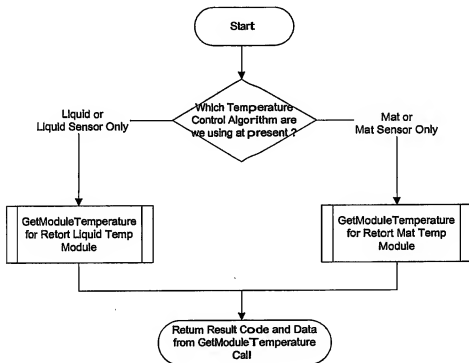 Start
Which Temperature
Control Algorithm are
we using at present ?
Liquid or
Liquid Sensor Only
Mat or
Mat Sensor Only
GetModuleTemperature
for Retort Liquid Temp
Module
GetModuleTemperature
for Retort Mat Temp
Module
Return Result Code and Data
from GetModuleTemperature
Call